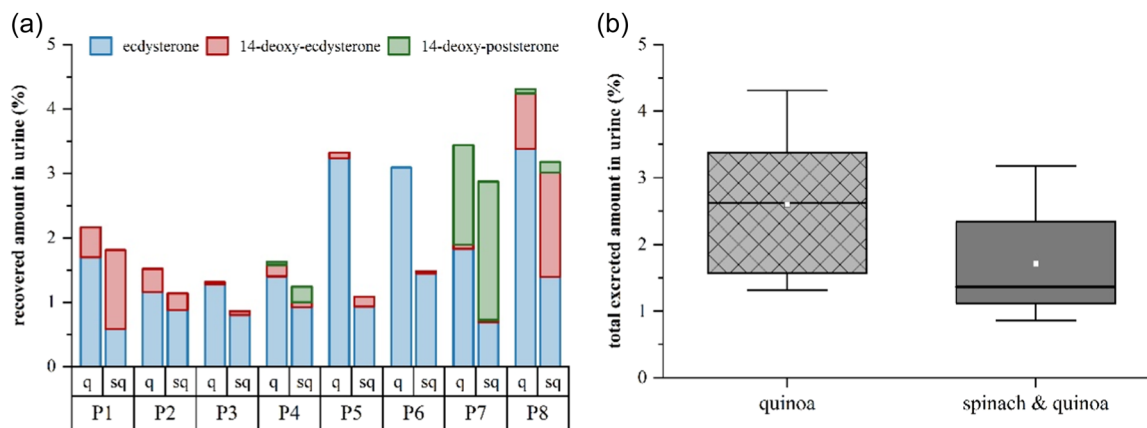 (a)
ecdysterone 14-deoxy-ecdysterone 14-deoxy-poststerone
recovered amount in urine (%)
5
4
3
2
1
0
q sq q sq q sq q sq q sq q sq q sq q sq
P1 P2 P3 P4 P5 P6 P7 P8
(b)
total excreted amount in urine (%)
5
4
3
2
1
0
quinoa spinach & quinoa